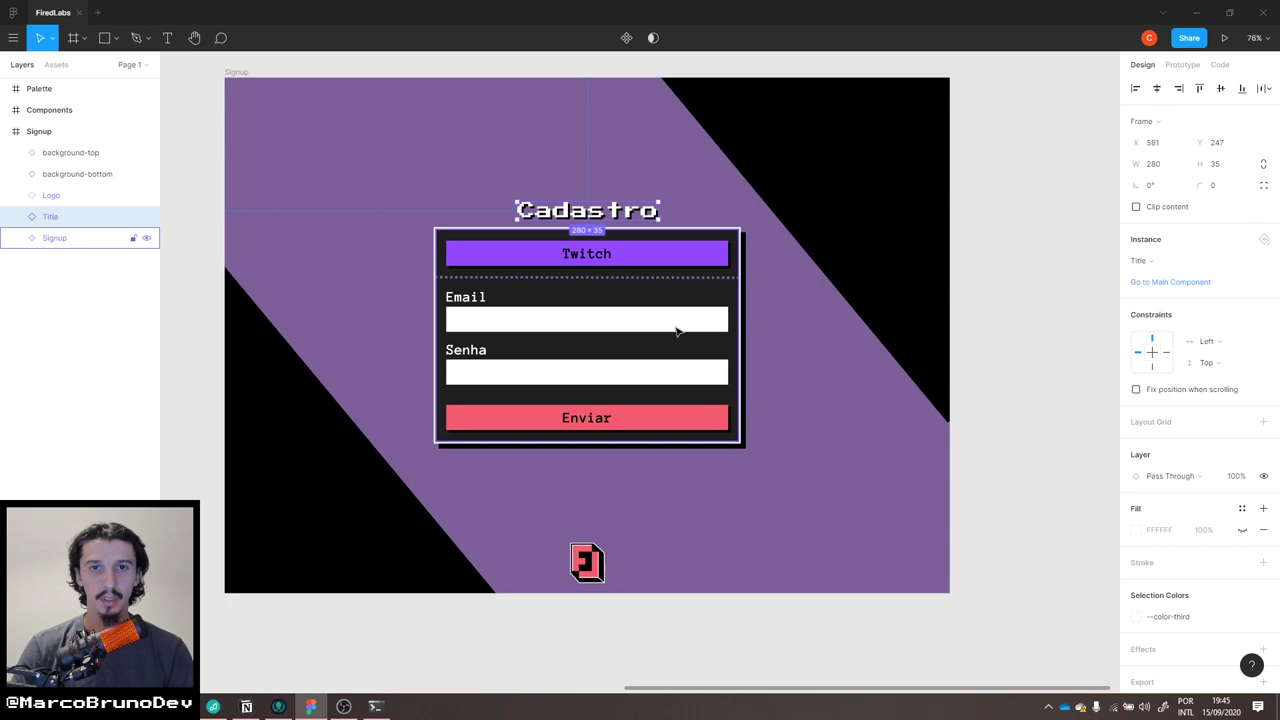 FiredLabs
Share
76%
Layers
Assets
Page 1
Palette
Components
Signup
background-top
background-bottom
Logo
Title
Signup
Signup
Cadastro
280 × 35
Twitch
Email
Senha
Enviar
@MarcoBrunoDev
Design
Prototype
Code
Frame
X 581
Y 247
W 280
H 35
0°
0
Clip content
Instance
Title
Go to Main Component
Constraints
Left
Top
Fix position when scrolling
Layout Grid
Layer
Pass Through
100%
Fill
FFFFFF
100%
Stroke
Selection Colors
--color-third
Effects
Export
?
C
POR
INTL
19:45
15/09/2020